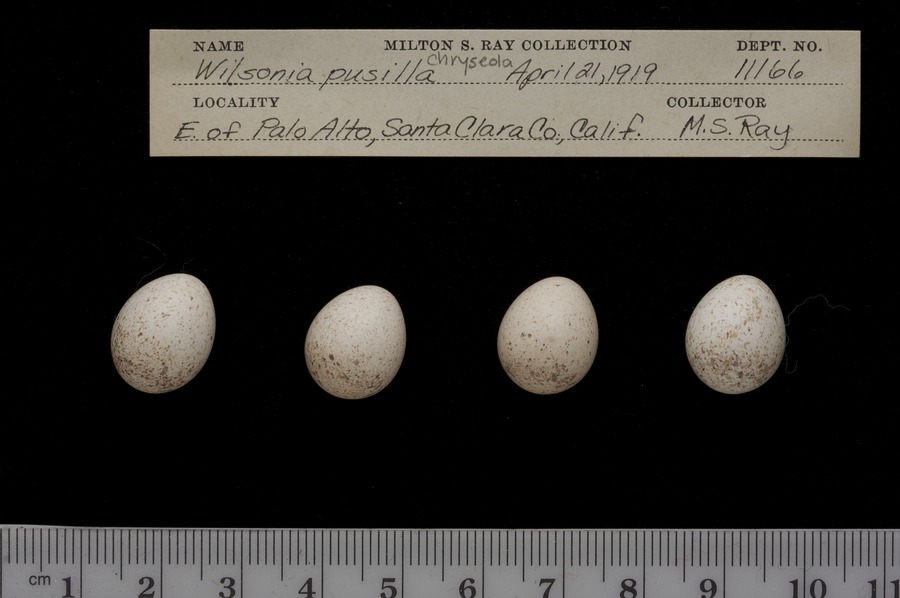 NAME MILTON S. RAY COLLECTION DEPT. NO.
Wilsonia pusilla chryseola April 21, 1919 11166
LOCALITY COLLECTOR
E. of Palo Alto, Santa Clara Co., Calif. M.S. Ray
cm 1 2 3 4 5 6 7 8 9 10 11